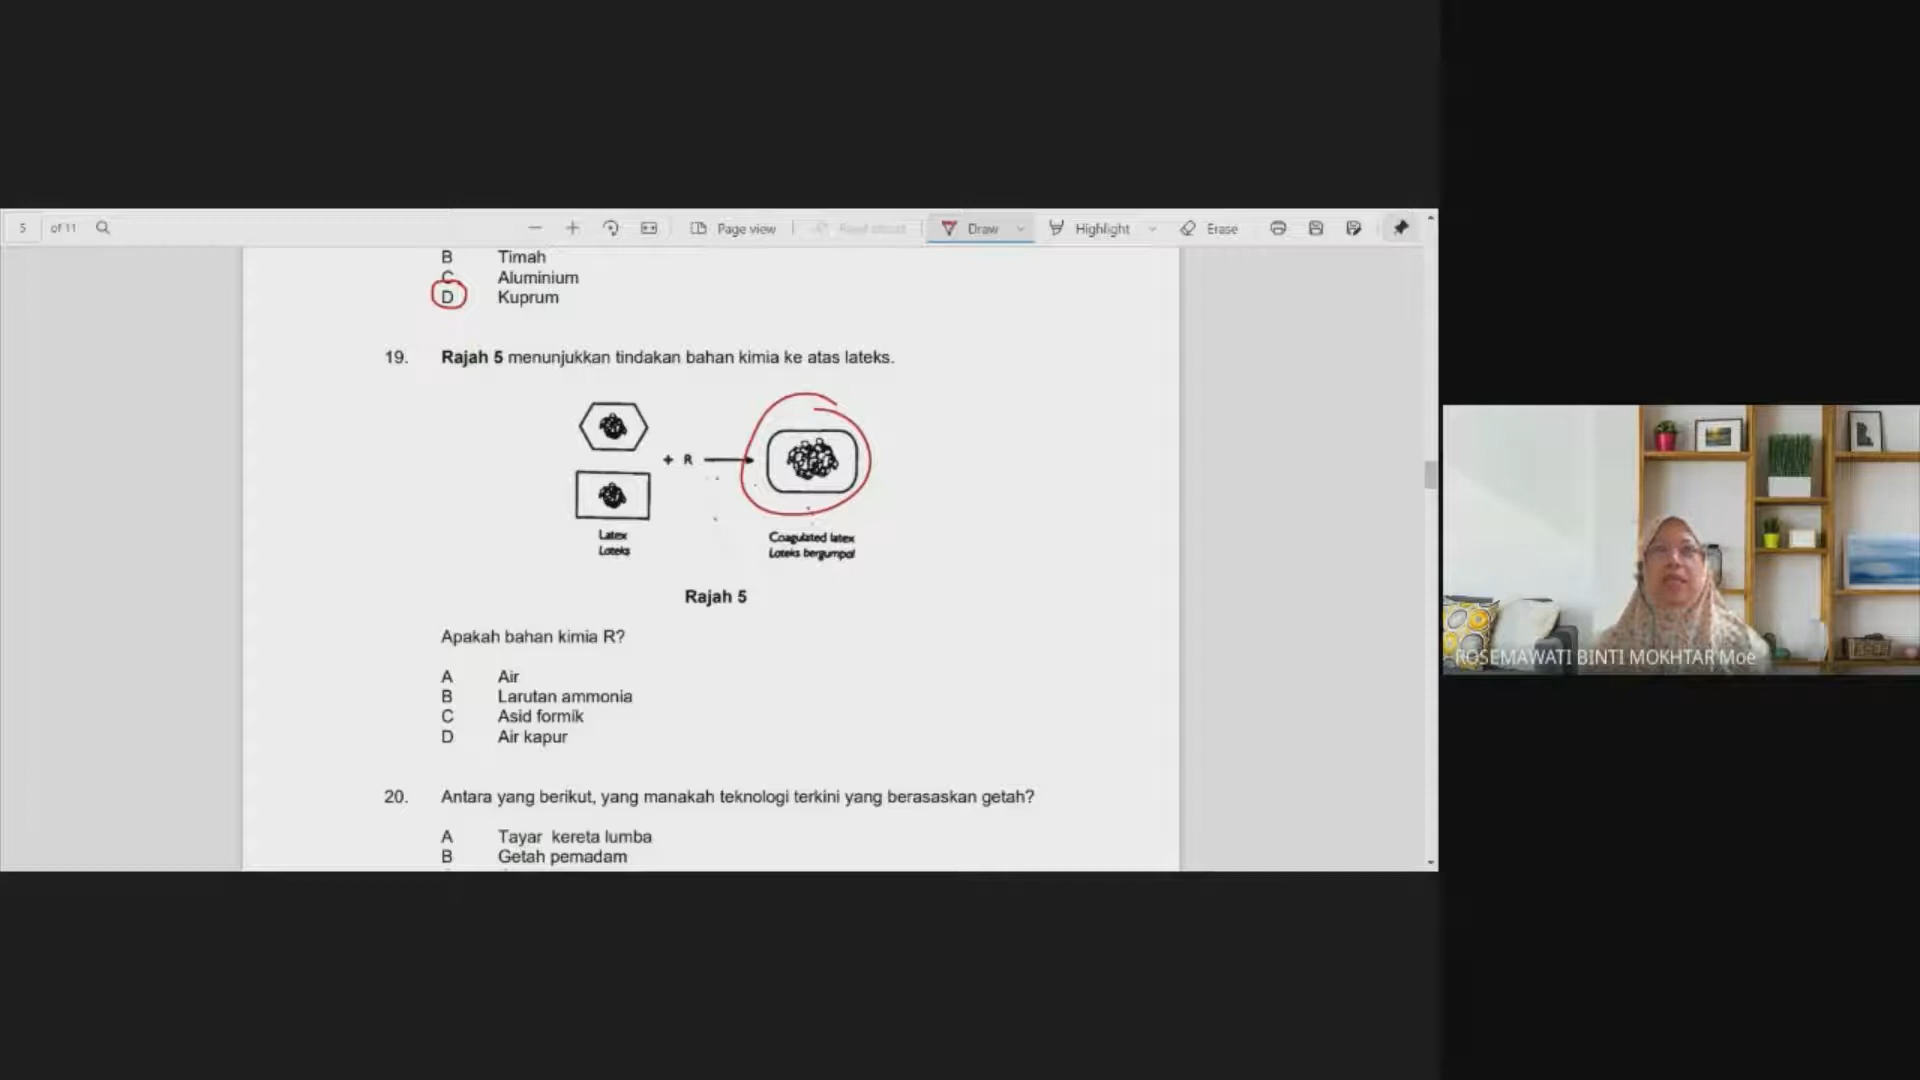 5 of 11 Page view Read aloud Draw Highlight Erase
B Timah
C Aluminium
D Kuprum
19. Rajah 5 menunjukkan tindakan bahan kimia ke atas lateks.
+ R
Latex
Lateks
Coagulated latex
Lateks bergumpal
Rajah 5
Apakah bahan kimia R?
A Air
B Larutan ammonia
C Asid formik
D Air kapur
20. Antara yang berikut, yang manakah teknologi terkini yang berasaskan getah?
A Tayar kereta lumba
B Getah pemadam
ROSEMAWATI BINTI MOKHTAR Moe